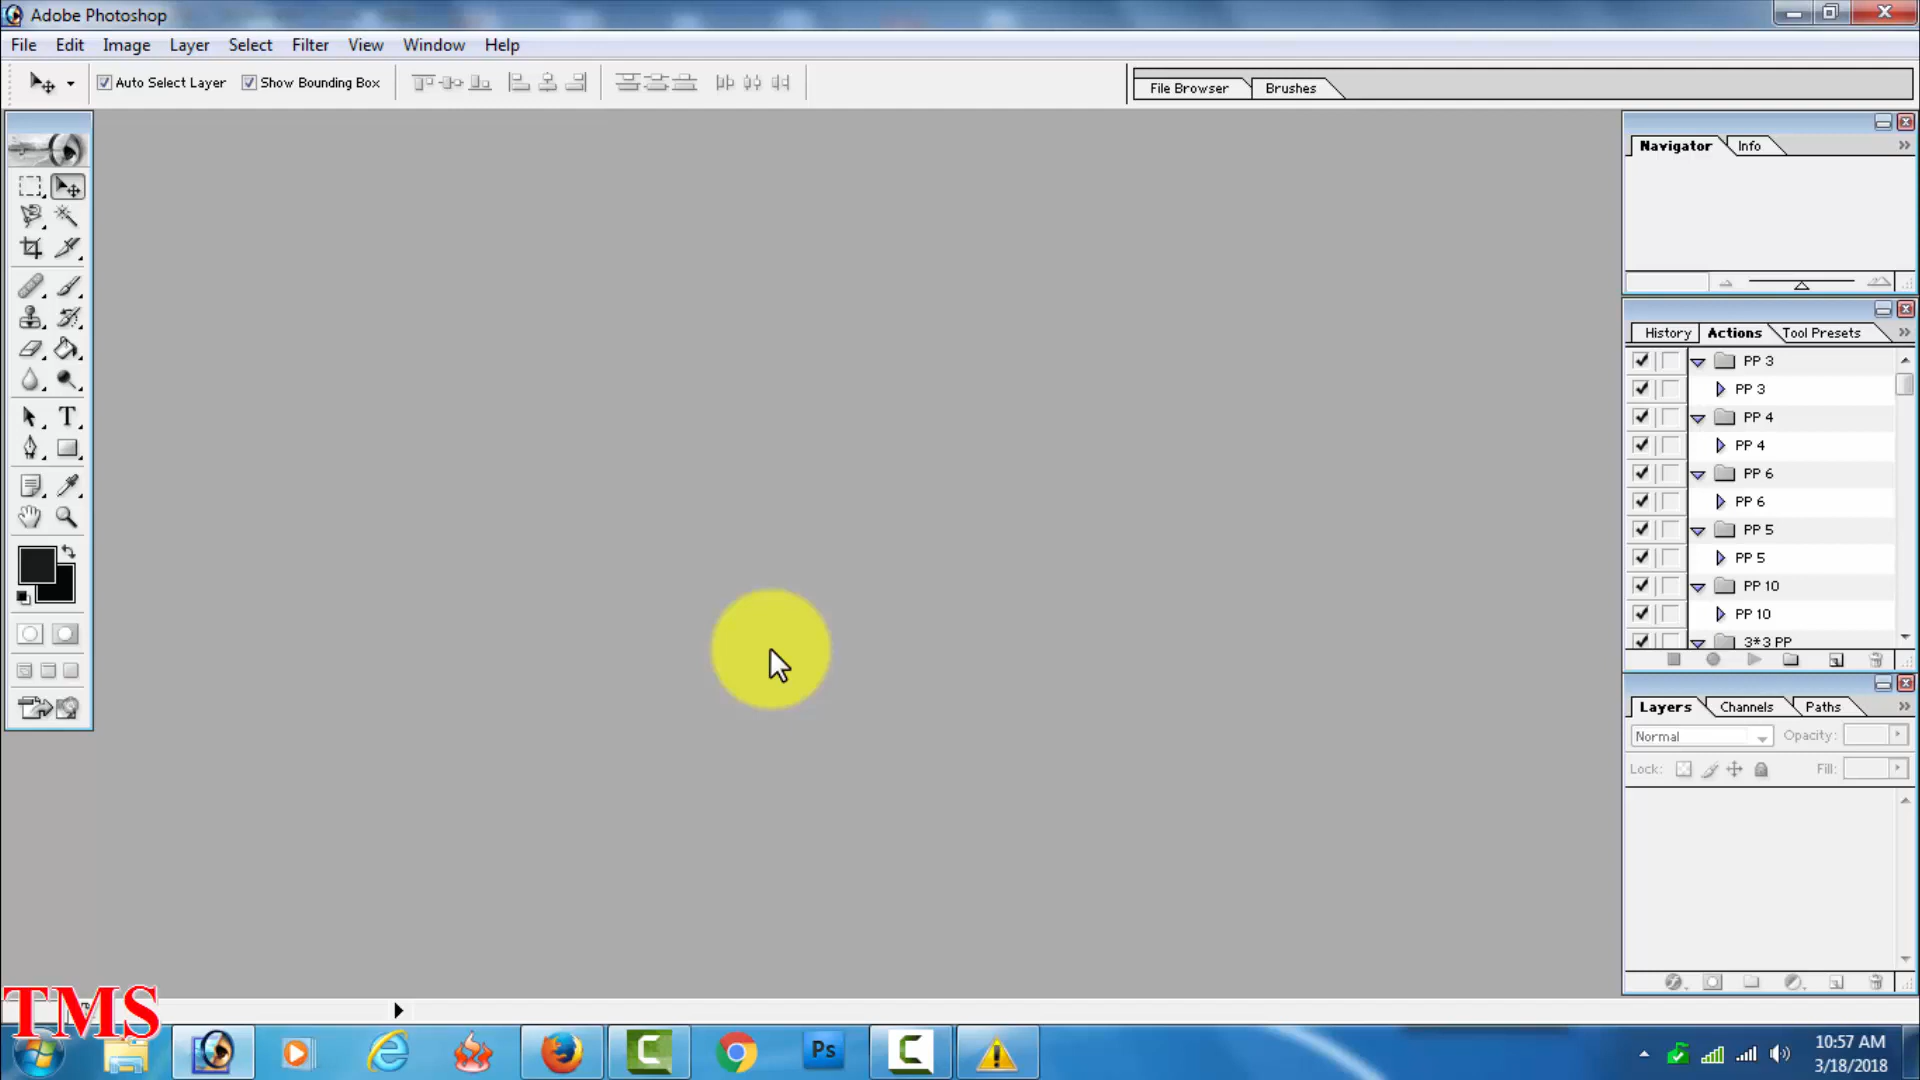 Adobe Photoshop
File Edit Image Layer Select Filter View Window Help
Auto Select Layer Show Bounding Box
File Browser Brushes
Navigator Info
History Actions Tool Presets
PP 3
PP 3
PP 4
PP 4
PP 6
PP 6
PP 5
PP 5
PP 10
PP 10
3*3 PP
Layers Channels Paths
Normal Opacity:
Lock: Fill:
TMS
Ps
10:57 AM
3/18/2018